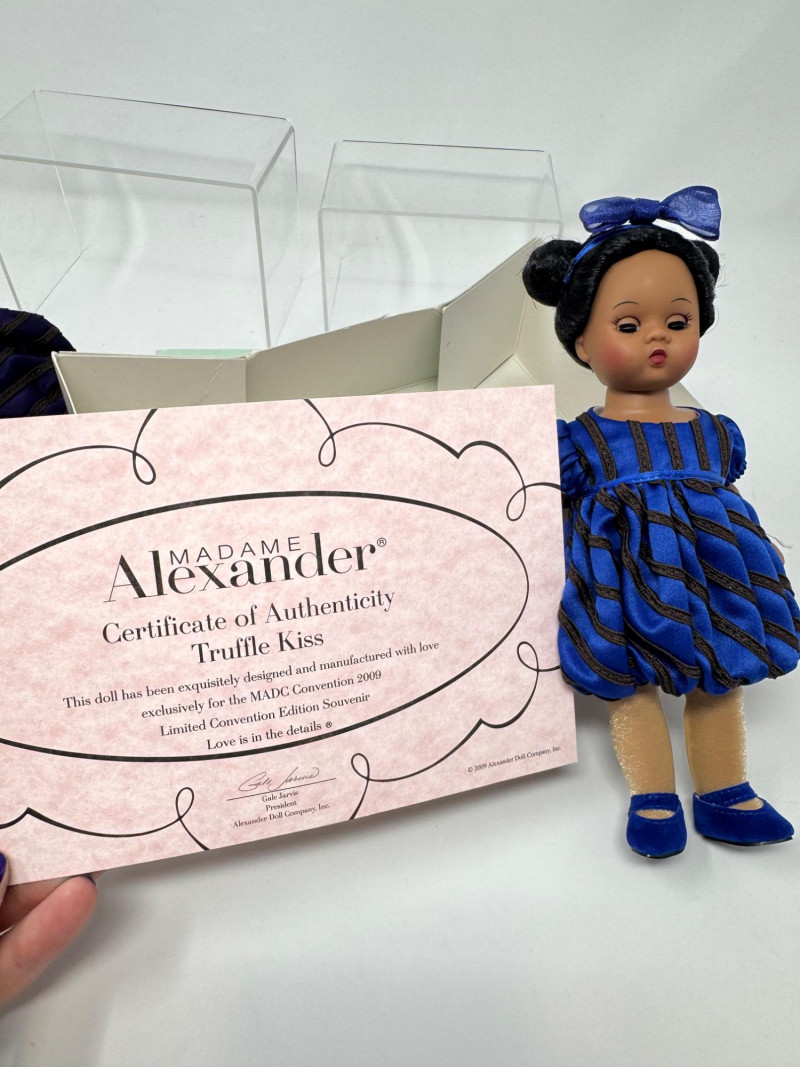 MADAME
Alexander®
Certificate of Authenticity
Truffle Kiss
This doll has been exquisitely designed and manufactured with love
exclusively for the MADC Convention 2009
Limited Convention Edition Souvenir
Love is in the details ®
Gale Jarvis
Gale Jarvis
President
Alexander Doll Company, Inc.
© 2009 Alexander Doll Company, Inc.